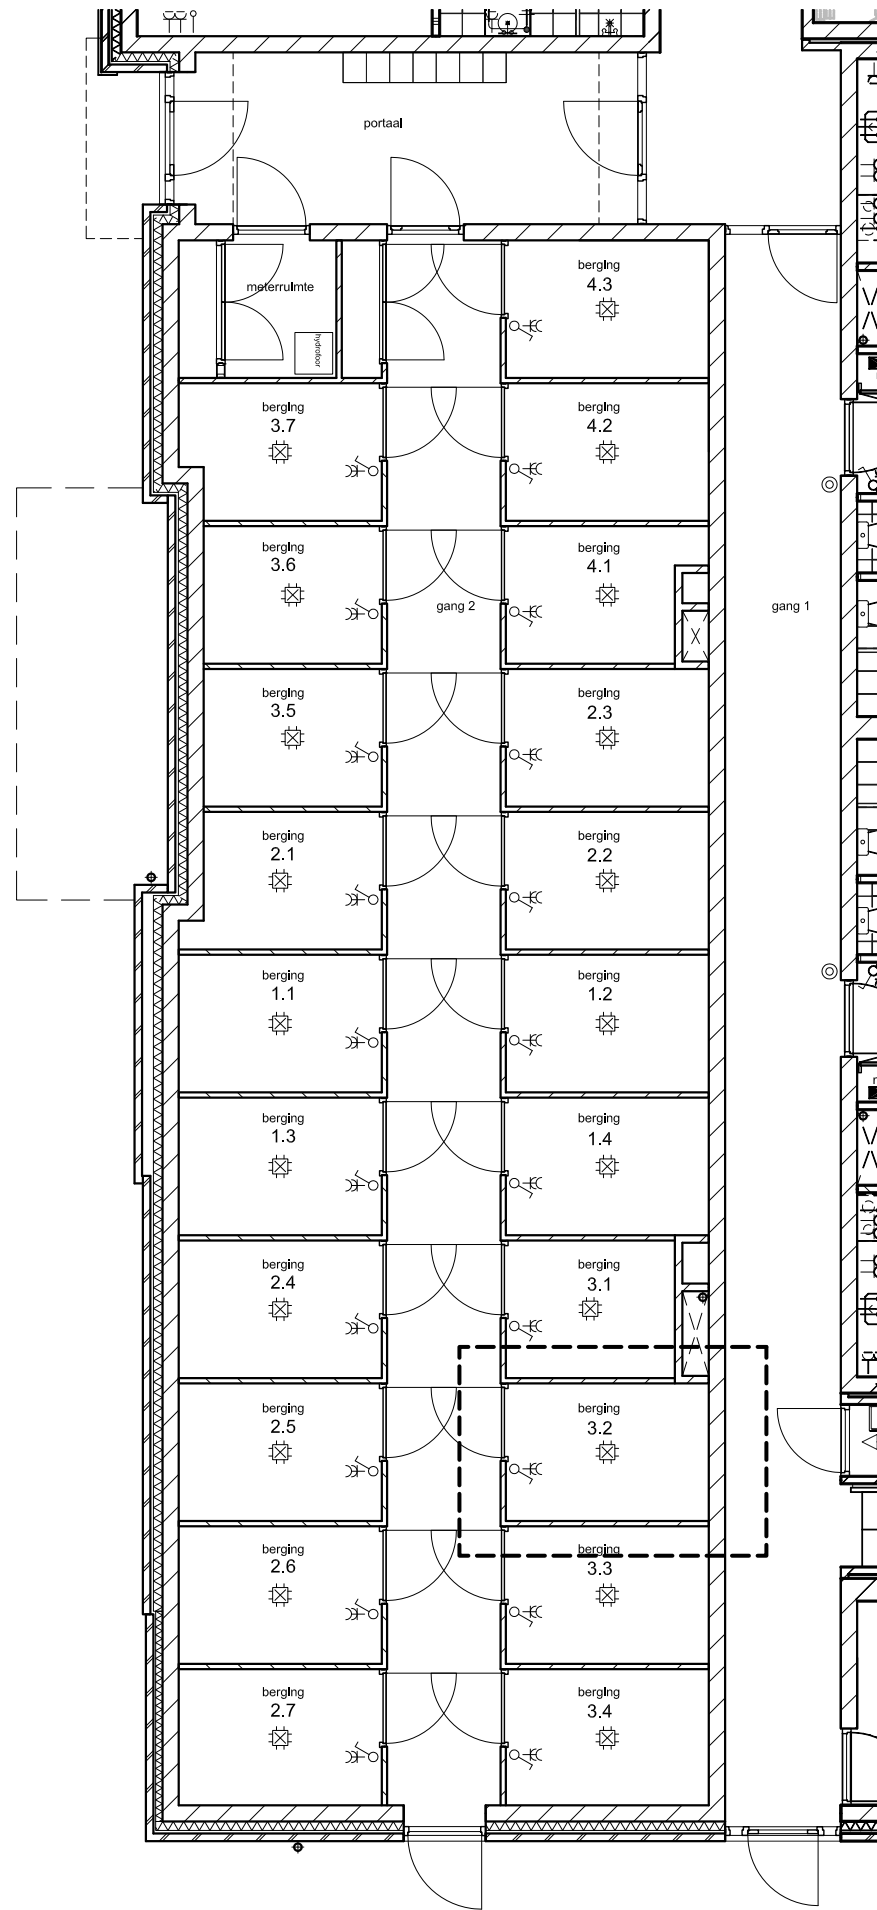 portaal
meterruimte
hydrofoor
berging
4.3
berging
3.7
berging
4.2
berging
3.6
berging
4.1
gang 2
gang 1
berging
3.5
berging
2.3
berging
2.1
berging
2.2
berging
1.1
berging
1.2
berging
1.3
berging
1.4
berging
2.4
berging
3.1
berging
2.5
berging
3.2
berging
2.6
berging
3.3
berging
2.7
berging
3.4